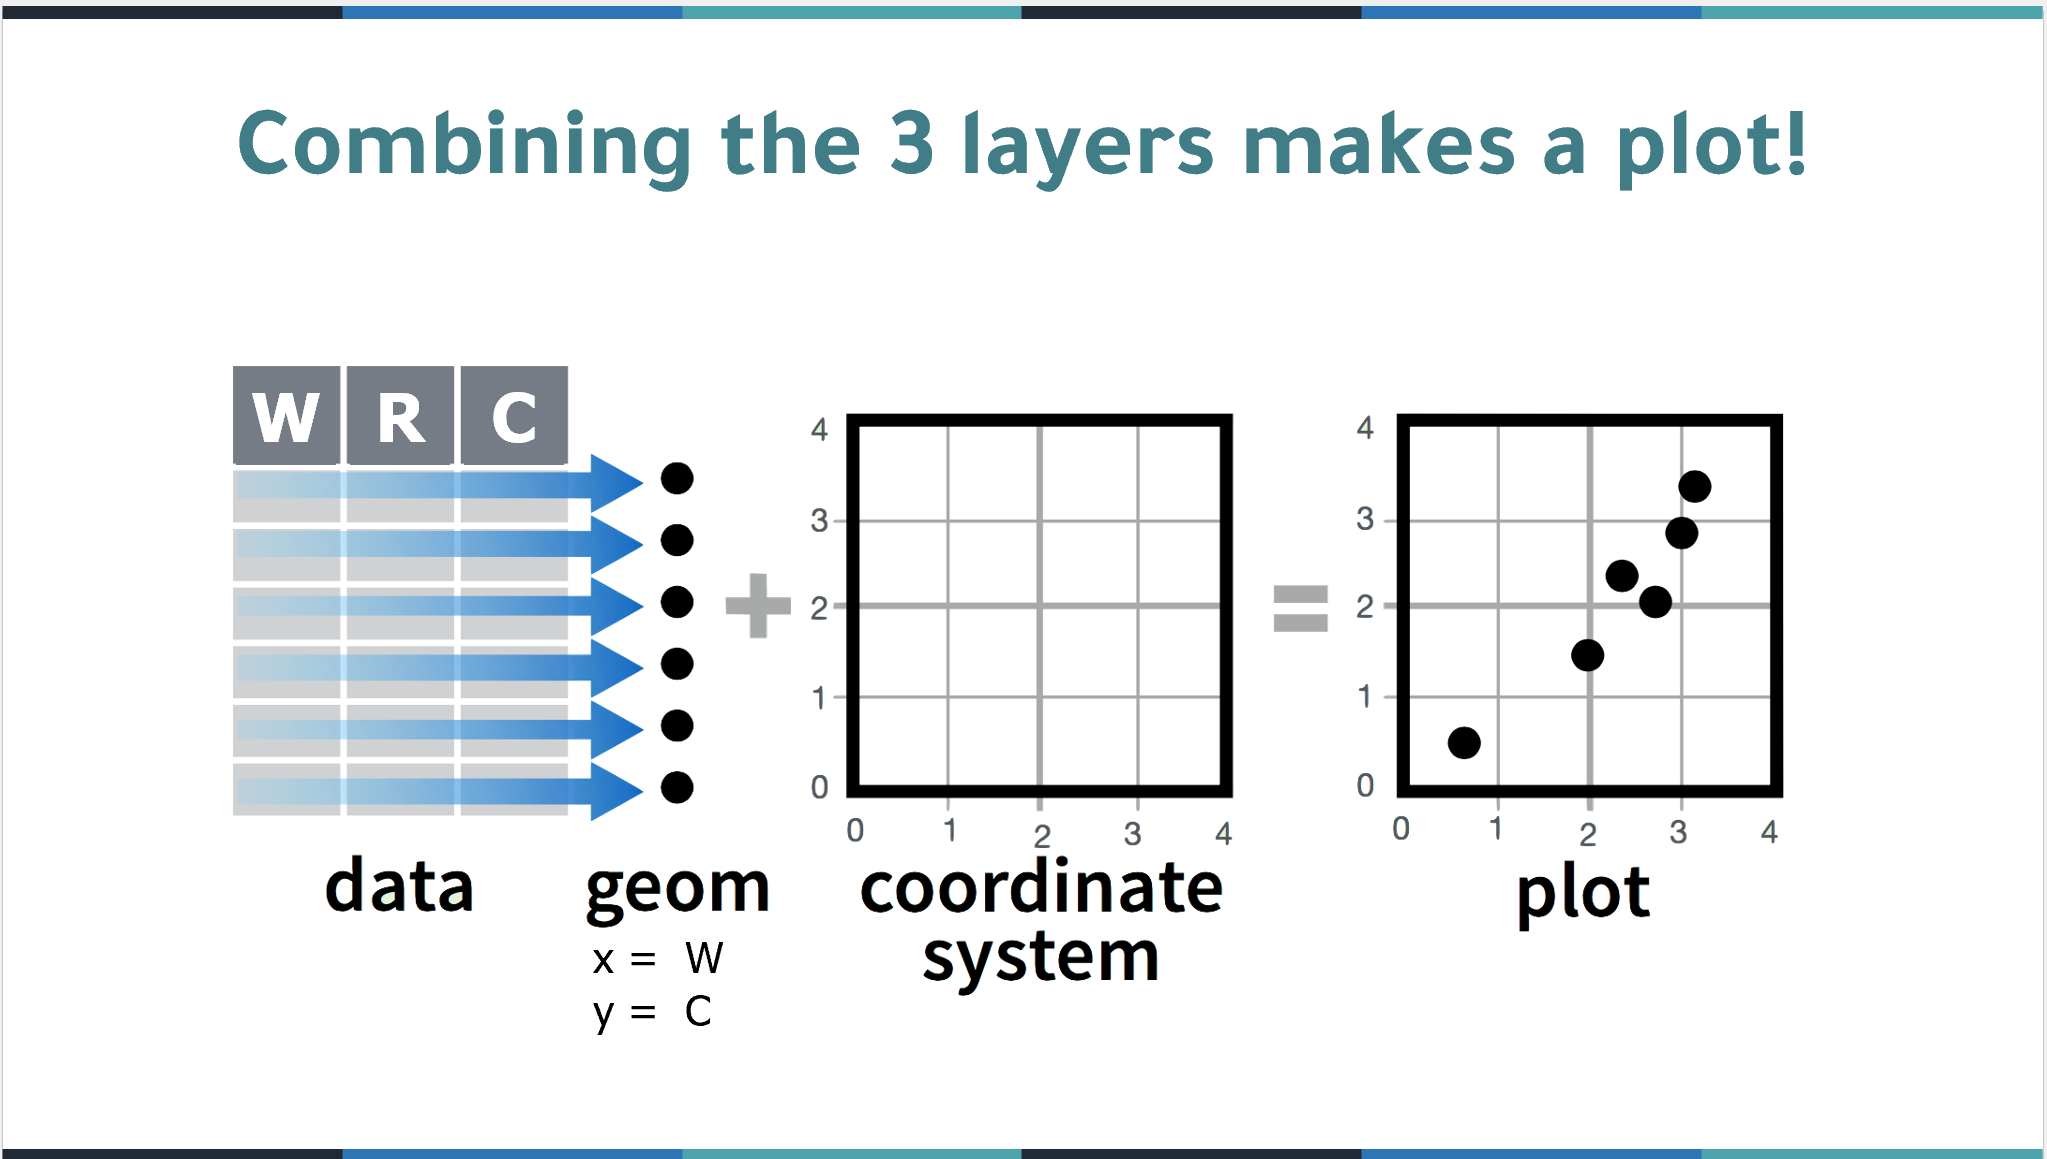 Combining the 3 layers makes a plot!
W R C
4
3
2
1
0
0 1 2 3 4
4
3
2
1
0
0 1 2 3 4
data
geom
x = W
y = C
coordinate
system
plot